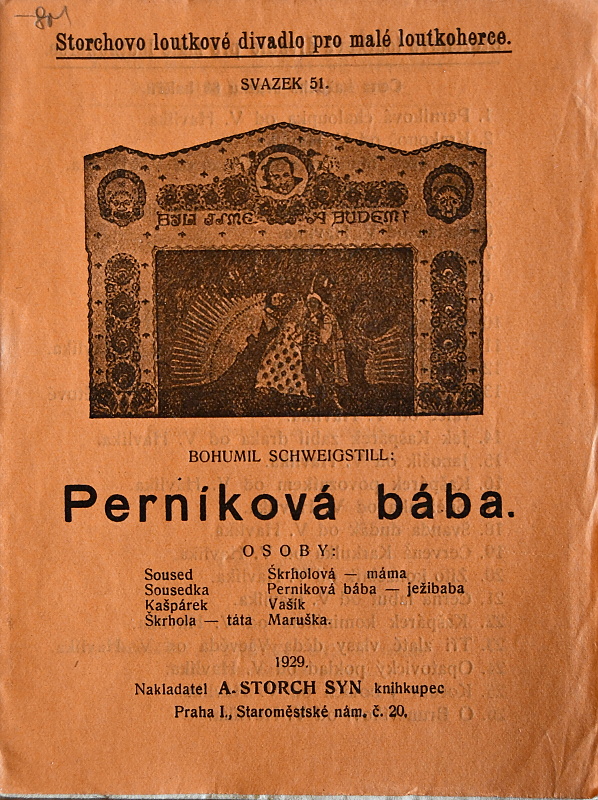 Storchovo loutkové divadlo pro malé loutkoherce.
SVAZEK 51.
BYLI JSME A BUDEM!
BOHUMIL SCHWEIGSTILL:
Perníková bába.
OSOBY:
Soused Škrholová — máma
Sousedka Perniková bába — ježibaba
Kašpárek Vašík
Škrhola — táta Maruška.
1929.
Nakladatel A. STORCH SYN knihkupec
Praha I., Staroměstské nám. č. 20.